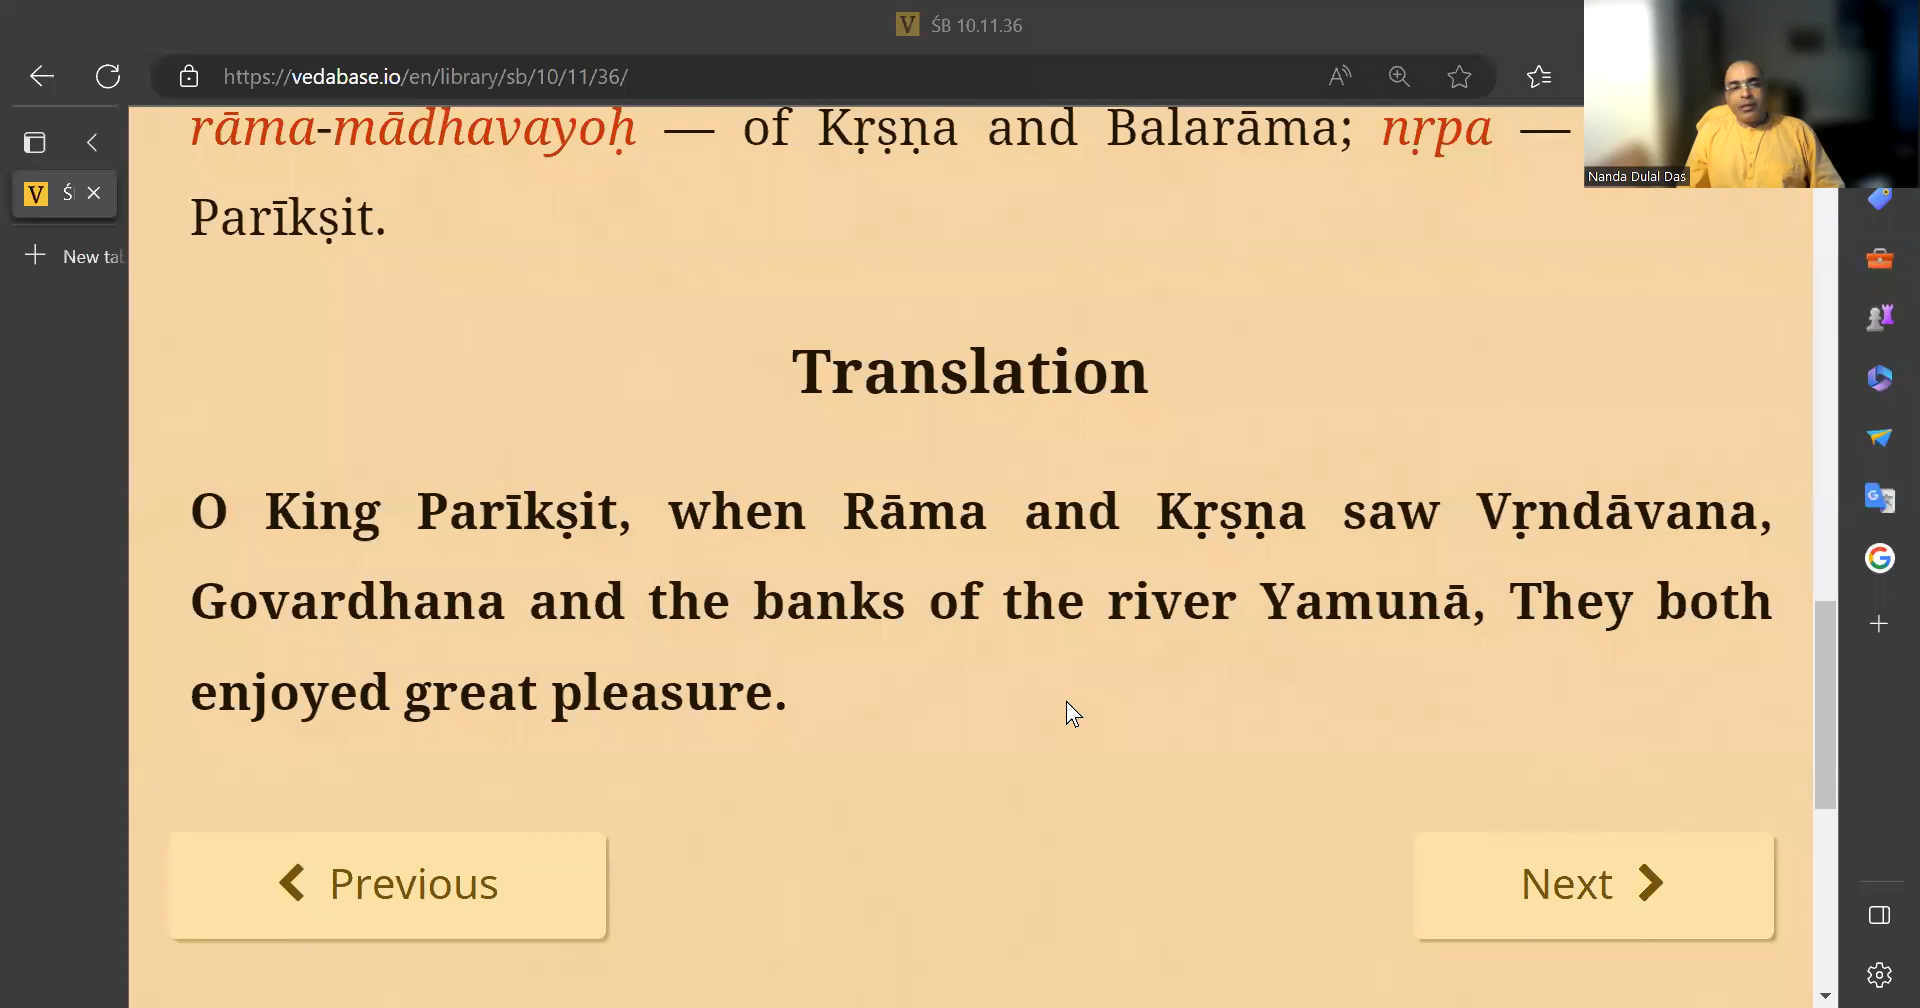 ŚB 10.11.36
https://vedabase.io/en/library/sb/10/11/36/
Nanda Dulal Das
Ś
New ta
rāma-mādhavayoḥ — of Kṛṣṇa and Balarāma; nṛpa —
Parīkṣit.
Translation
O King Parīkṣit, when Rāma and Kṛṣṇa saw Vṛndāvana,
Govardhana and the banks of the river Yamunā, They both
enjoyed great pleasure.
Previous
Next